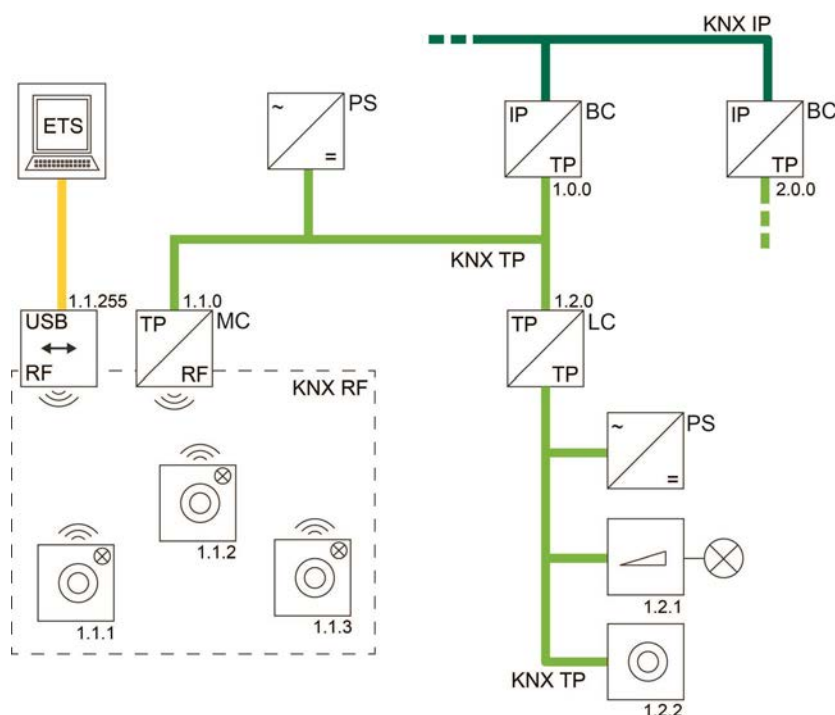 KNX IP
ETS
~
PS
=
IP
BC
TP
1.0.0
IP
BC
TP
2.0.0
KNX TP
1.1.255
USB
RF
1.1.0
TP
MC
RF
1.2.0
TP
LC
TP
KNX RF
~
PS
=
1.1.2
1.1.1
1.1.3
1.2.1
KNX TP
1.2.2